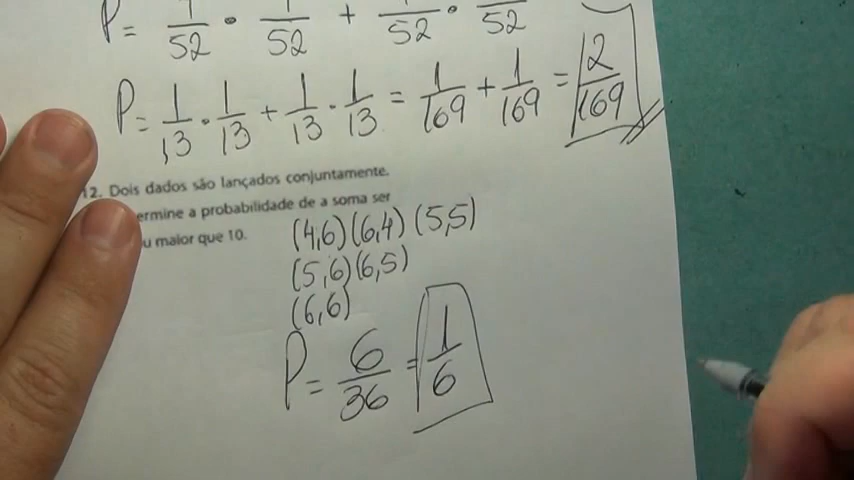 P = 1/52 · 1/52 + 1/52 · /52
P = 1/13 · 1/13 + 1/13 · 1/13 = 1/169 + 1/169 = 2/169
12. Dois dados são lançados conjuntamente.
ermine a probabilidade de a soma ser
u maior que 10.
(4,6) (6,4) (5,5)
(5,6) (6,5)
(6,6)
P = 6/36 = 1/6